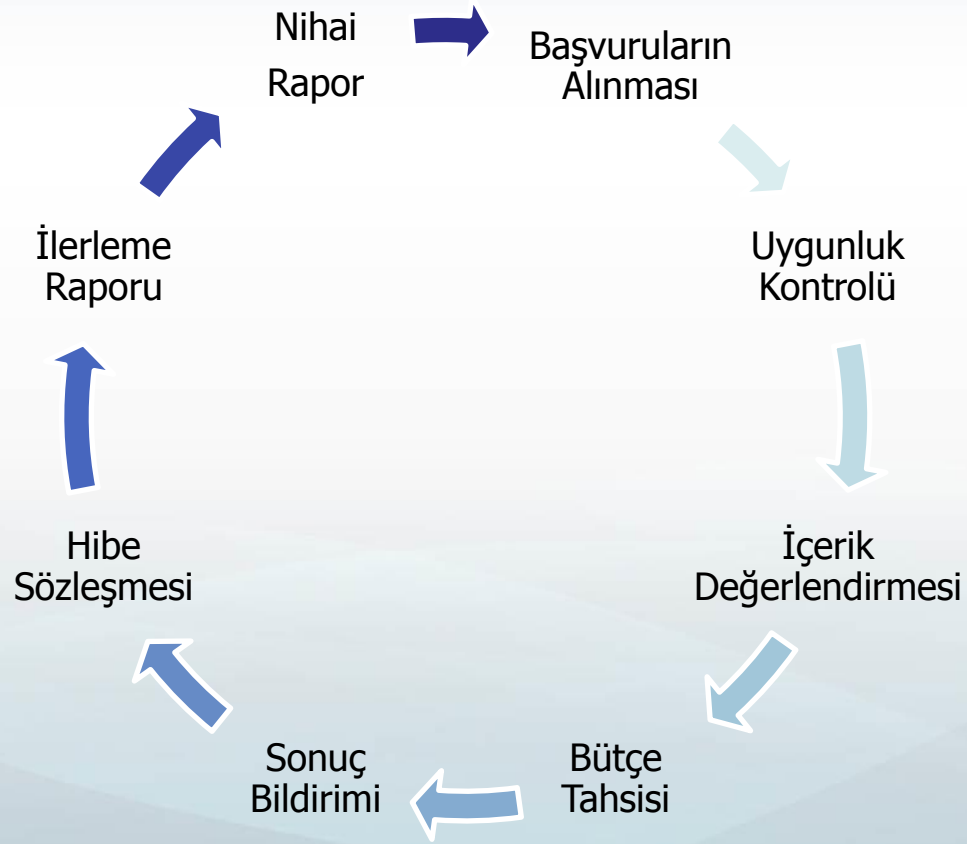 Nihai
Rapor
Başvuruların
Alınması
Uygunluk
Kontrolü
İçerik
Değerlendirmesi
Bütçe
Tahsisi
Sonuç
Bildirimi
Hibe
Sözleşmesi
İlerleme
Raporu